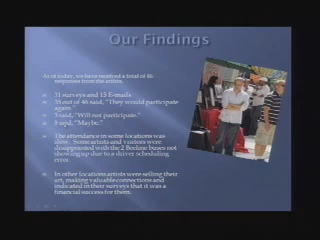 Our Findings
As of today, we have received a total of 46
responses from the artists.
31 surveys and 15 E-mails
38 out of 46 said, "They would participate
again."
3 said, "Will not participate."
5 said, "Maybe."
The attendance in some locations was
slow. Some artists and visitors were
disappointed with the 2 Beeline buses not
showing up due to a driver scheduling
error.
In other locations artists were selling their
art, making valuable connections and
indicated in their surveys that it was a
financial success for them.